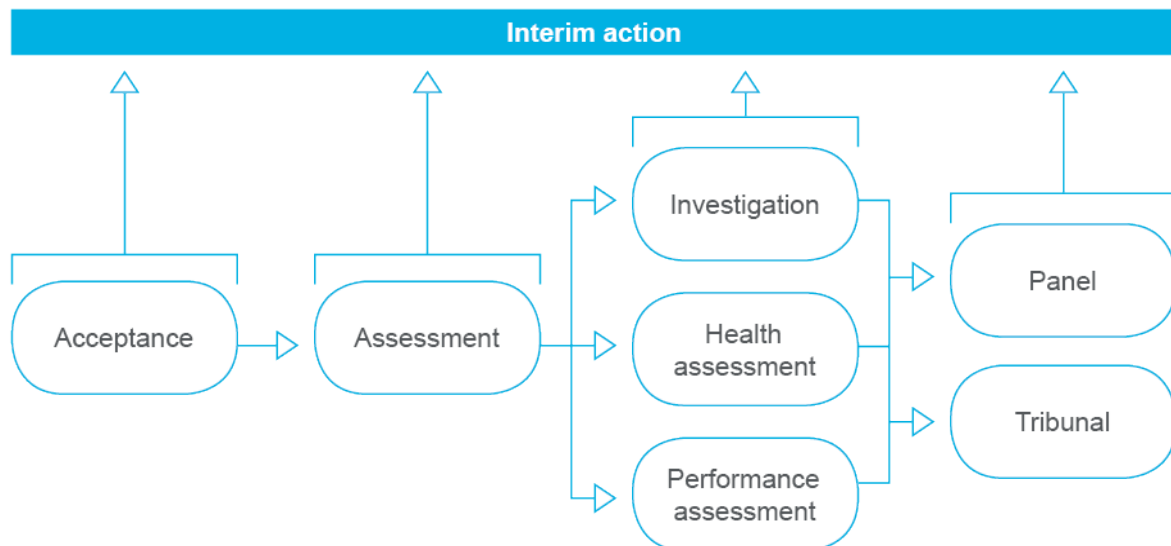 Interim action
Acceptance
Assessment
Investigation
Health
assessment
Performance
assessment
Panel
Tribunal